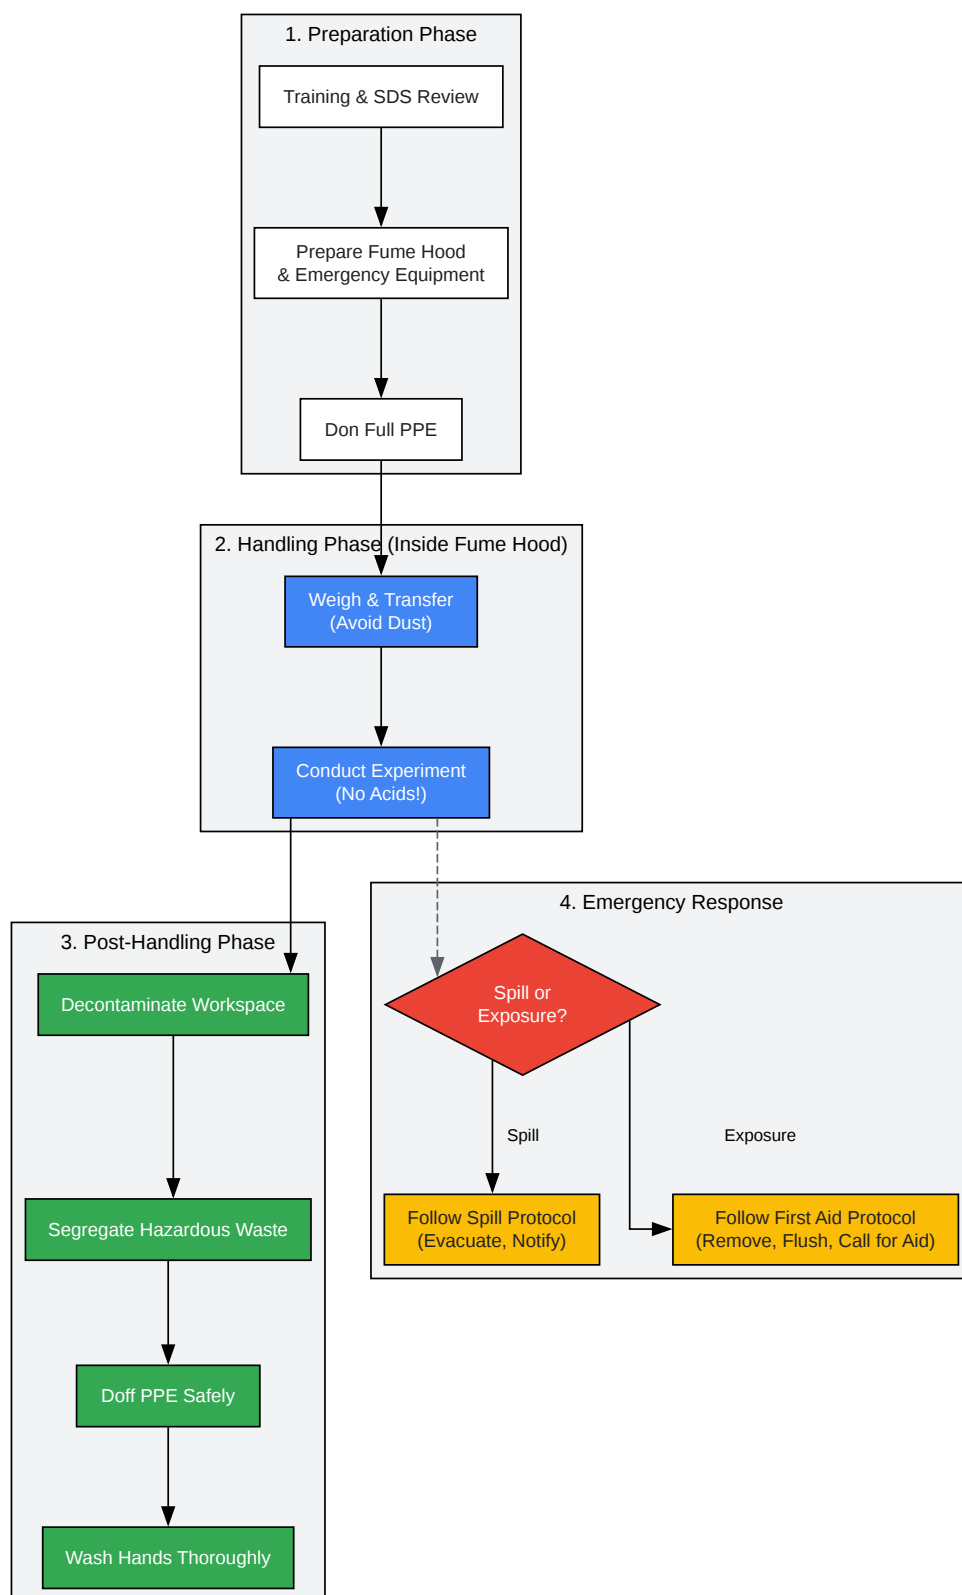 1. Preparation Phase
Training & SDS Review
Prepare Fume Hood
& Emergency Equipment
Don Full PPE
2. Handling Phase (Inside Fume Hood)
Weigh & Transfer
(Avoid Dust)
Conduct Experiment
(No Acids!)
3. Post-Handling Phase
Decontaminate Workspace
Segregate Hazardous Waste
Doff PPE Safely
Wash Hands Thoroughly
4. Emergency Response
Spill or
Exposure?
Spill
Exposure
Follow Spill Protocol
(Evacuate, Notify)
Follow First Aid Protocol
(Remove, Flush, Call for Aid)